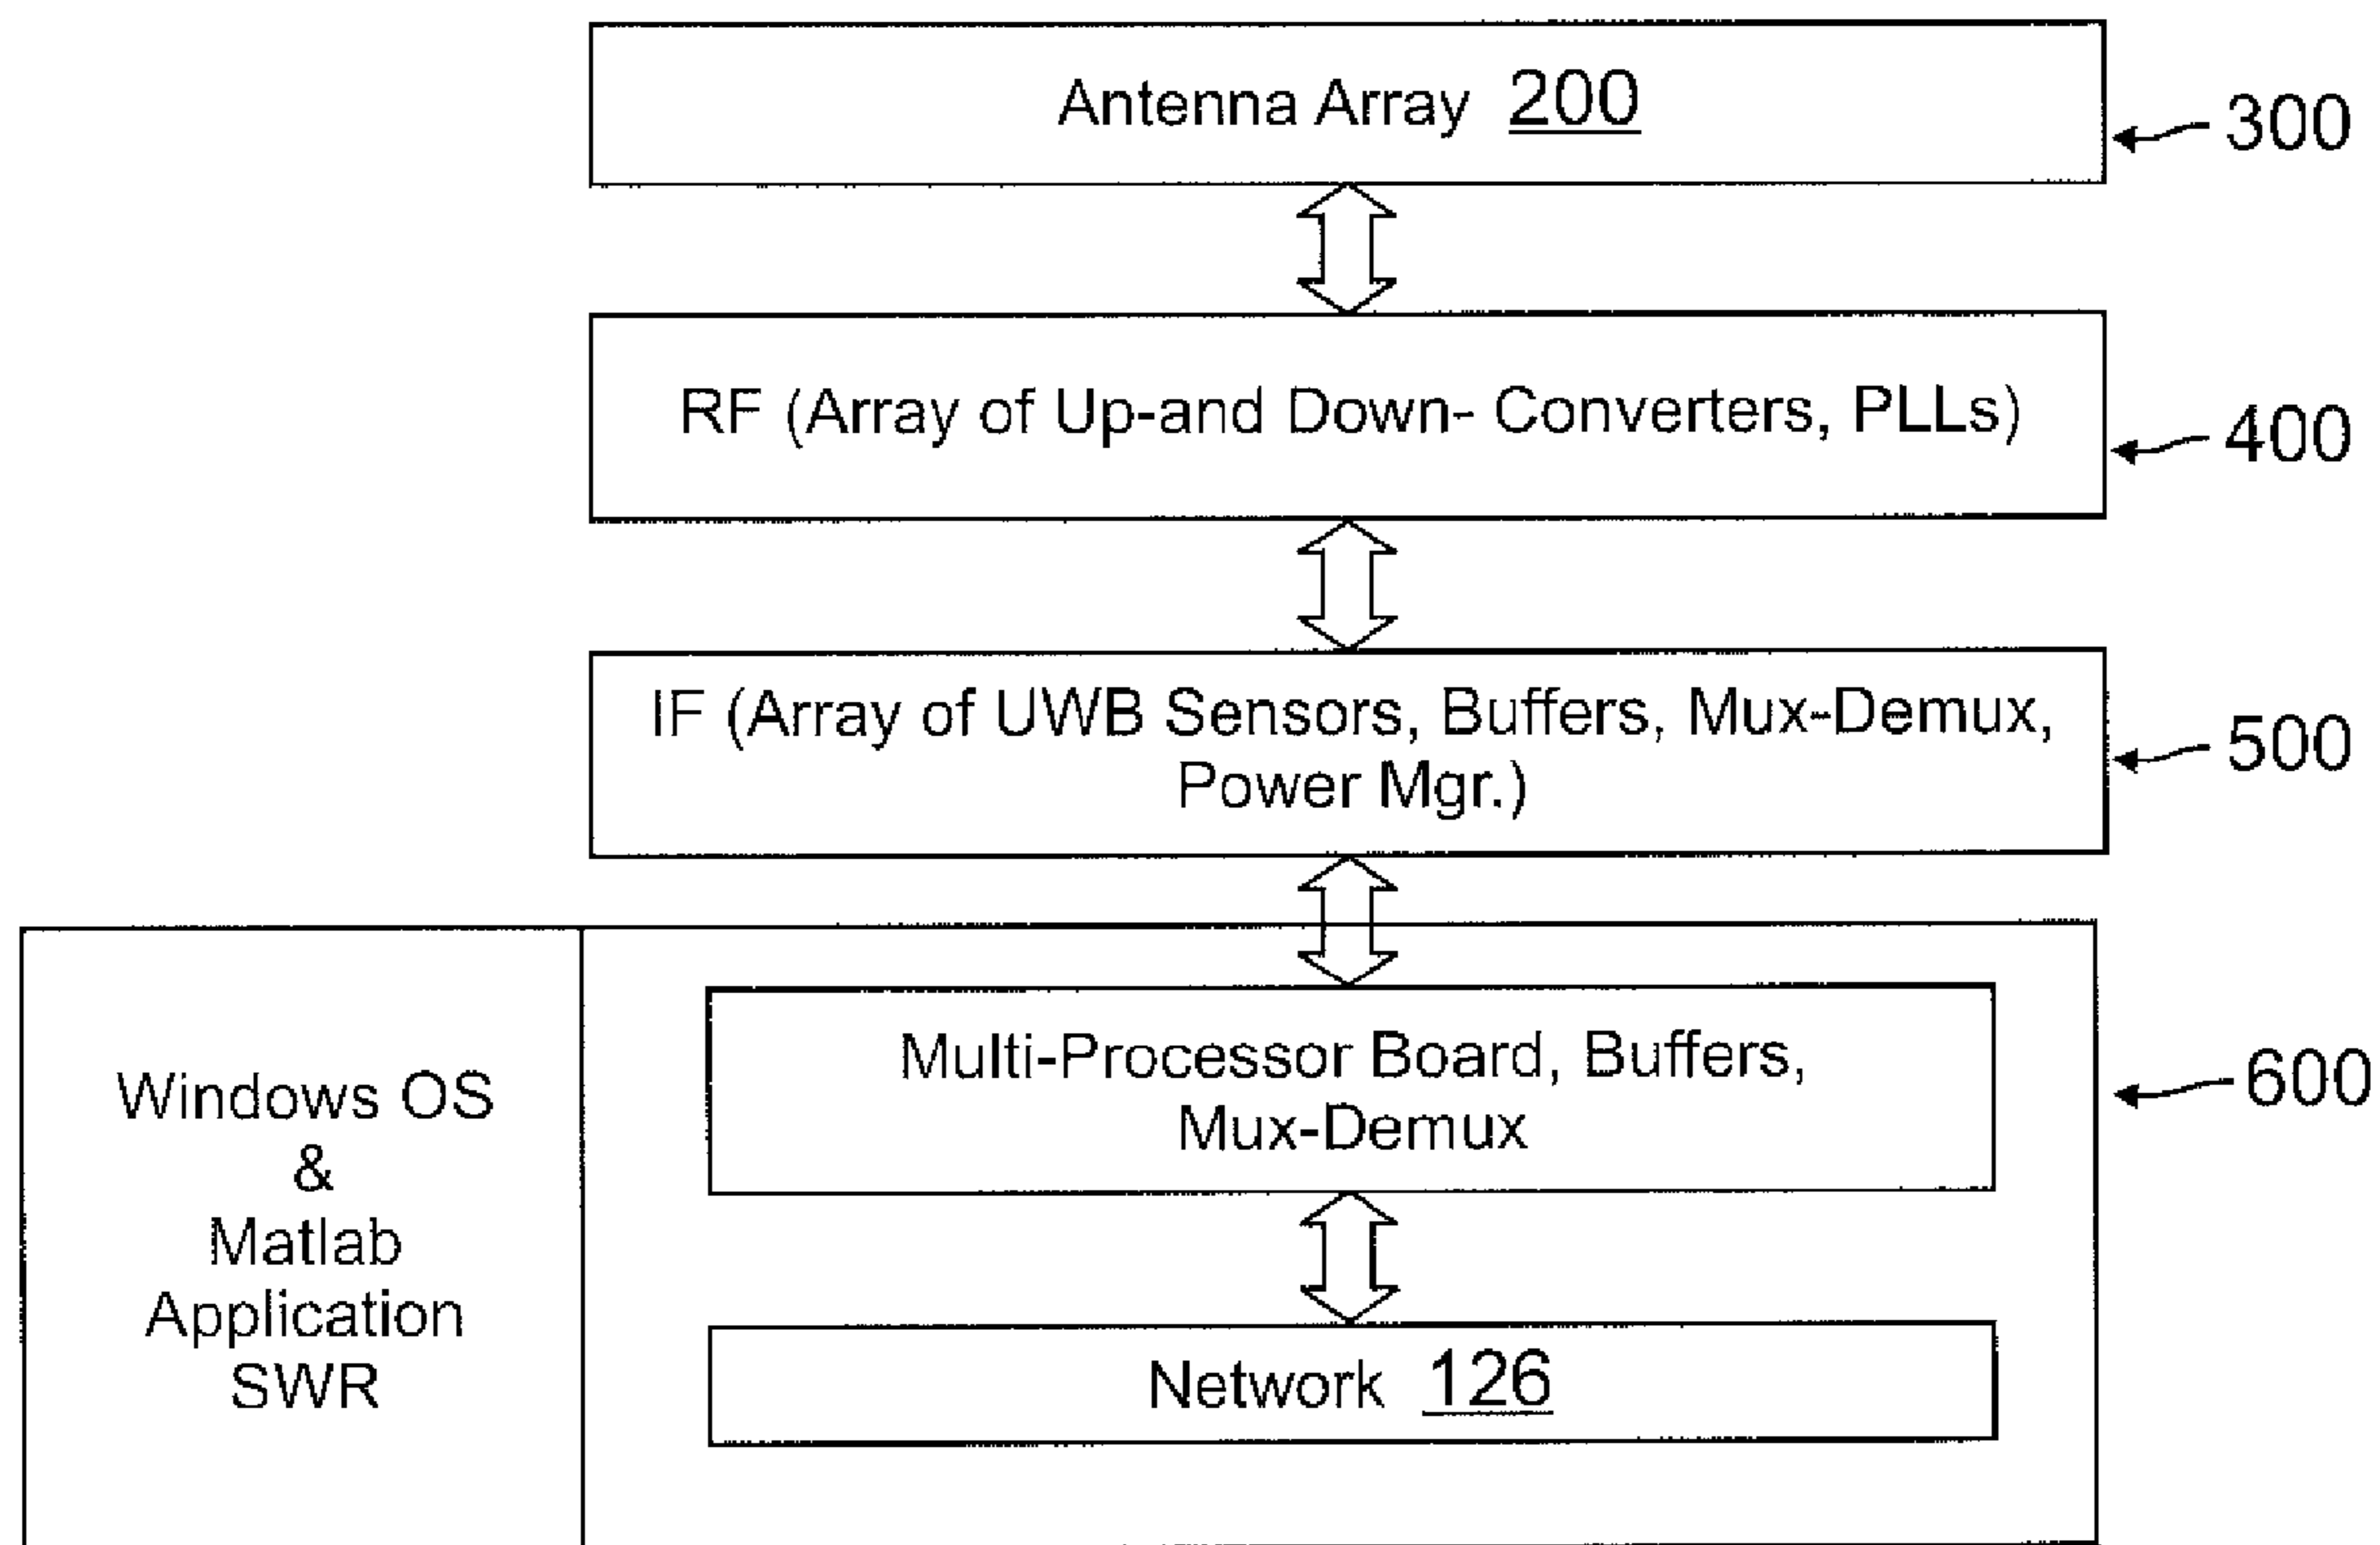 Antenna Array 200
300
RF (Array of Up-and Down- Converters, PLLs)
400
IF (Array of UWB Sensors, Buffers, Mux-Demux,
Power Mgr.)
500
Windows OS
&
Matlab
Application
SWR
Multi-Processor Board, Buffers,
Mux-Demux
600
Network 126